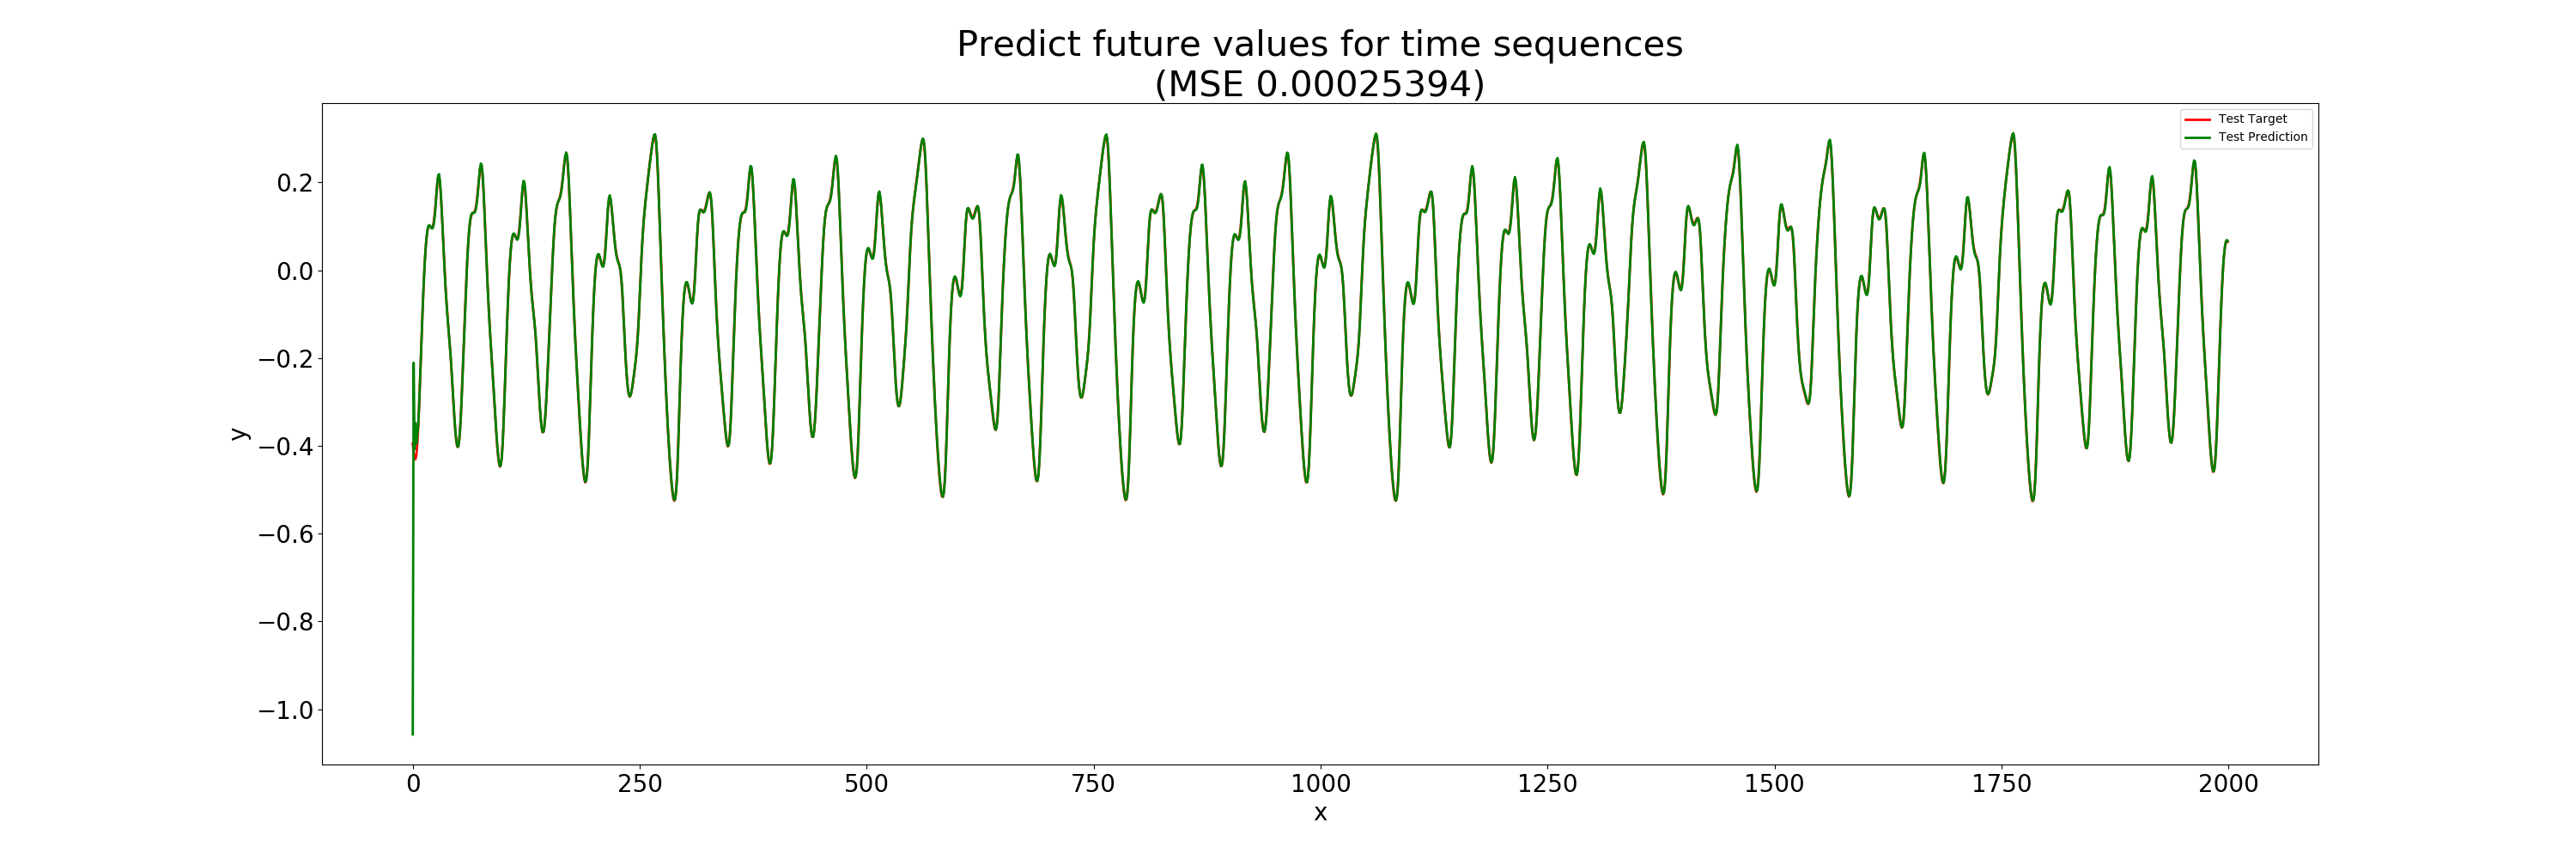 Predict future values for time sequences
(MSE 0.00025394)
Test Target
Test Prediction
0.2
0.0
−0.2
−0.4
−0.6
−0.8
−1.0
y
0 250 500 750 1000 1250 1500 1750 2000
x